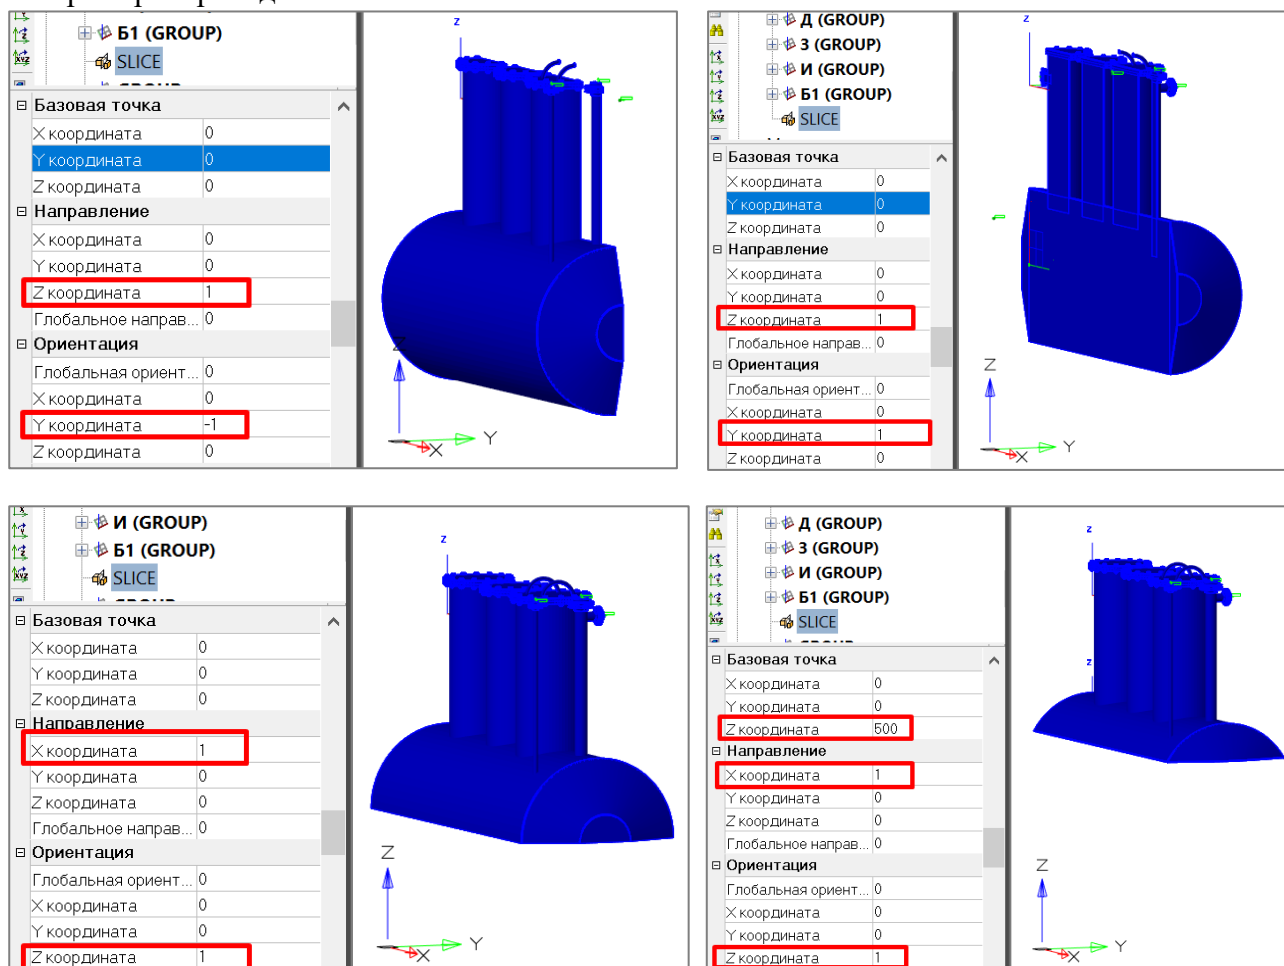 Б1 (GROUP)
SLICE
Базовая точка
X координата 0
Y координата 0
Z координата 0
Направление
X координата 0
Y координата 0
Z координата 1
Глобальное направ... 0
Ориентация
Глобальная ориент... 0
X координата 0
Y координата -1
Z координата 0
z
Z
Y
X
Д (GROUP)
З (GROUP)
И (GROUP)
Б1 (GROUP)
SLICE
Базовая точка
X координата 0
Y координата 0
Z координата 0
Направление
X координата 0
Y координата 0
Z координата 1
Глобальное направ... 0
Ориентация
Глобальная ориент... 0
X координата 0
Y координата 1
Z координата 0
z
Z
Y
X
И (GROUP)
Б1 (GROUP)
SLICE
Базовая точка
X координата 0
Y координата 0
Z координата 0
Направление
X координата 1
Y координата 0
Z координата 0
Глобальное направ... 0
Ориентация
Глобальная ориент... 0
X координата 0
Y координата 0
Z координата 1
z
Z
Y
X
Д (GROUP)
З (GROUP)
И (GROUP)
Б1 (GROUP)
SLICE
Базовая точка
X координата 0
Y координата 0
Z координата 500
Направление
X координата 1
Y координата 0
Z координата 0
Глобальное направ... 0
Ориентация
Глобальная ориент... 0
X координата 0
Y координата 0
Z координата 1
z
z
Z
Y
X